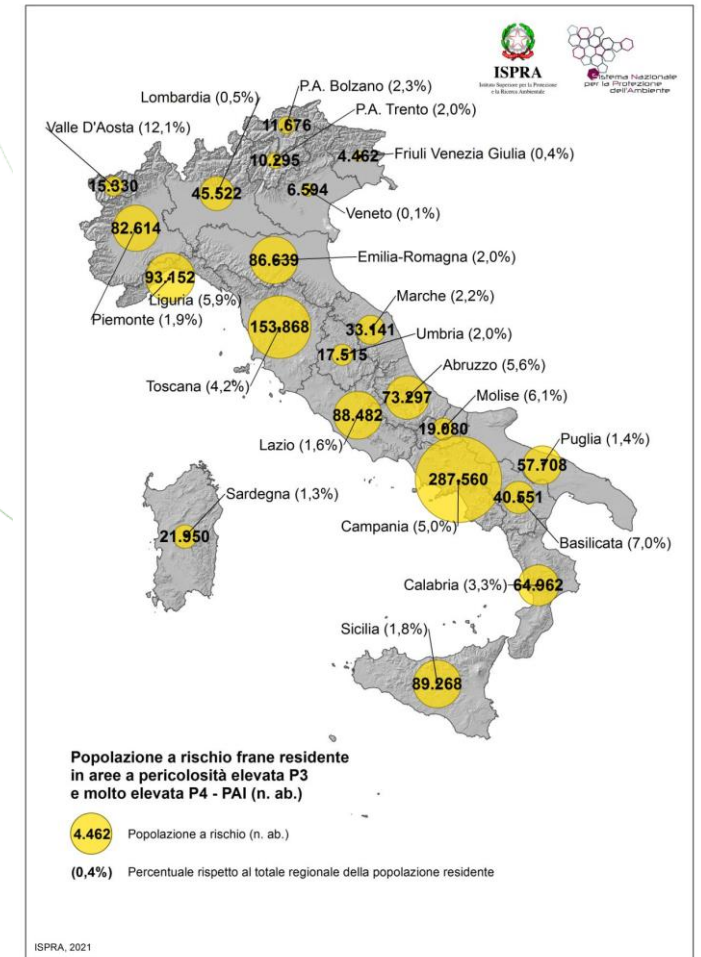 ISPRA
Istituto Superiore per la Protezione
e la Ricerca Ambientale
Sistema Nazionale
per la Protezione
dell'Ambiente
P.A. Bolzano (2,3%)
Lombardia (0,5%)
P.A. Trento (2,0%)
11.676
Valle D'Aosta (12,1%)
10.295
4.462
Friuli Venezia Giulia (0,4%)
45.522
6.594
Veneto (0,1%)
82.614
86.639
Emilia-Romagna (2,0%)
93.152
Marche (2,2%)
Liguria (5,9%)
Piemonte (1,9%)
153.868
33.141
Umbria (2,0%)
17.515
Abruzzo (5,6%)
Toscana (4,2%)
73.297
Molise (6,1%)
88.482
Lazio (1,6%)
Puglia (1,4%)
57.708
287.560
Sardegna (1,3%)
Campania (5,0%)
21.950
Basilicata (7,0%)
Calabria (3,3%)
64.962
Sicilia (1,8%)
89.268
Popolazione a rischio frane residente
in aree a pericolosità elevata P3
e molto elevata P4 - PAI (n. ab.)
4.462 Popolazione a rischio (n. ab.)
(0,4%) Percentuale rispetto al totale regionale della popolazione residente
ISPRA, 2021